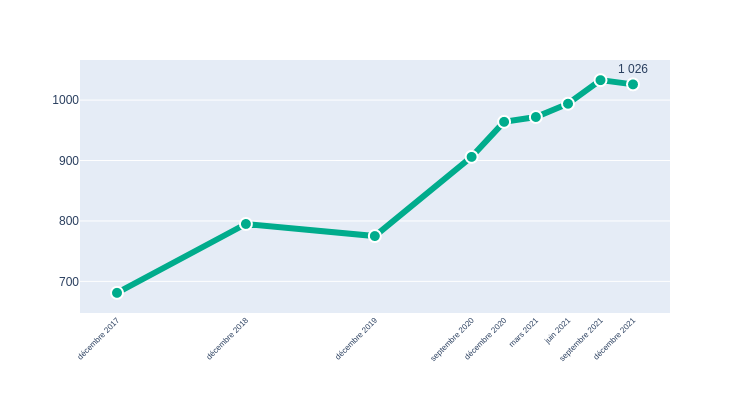 1 026
1000
900
800
700
décembre 2017
décembre 2018
décembre 2019
septembre 2020
décembre 2020
mars 2021
juin 2021
septembre 2021
décembre 2021